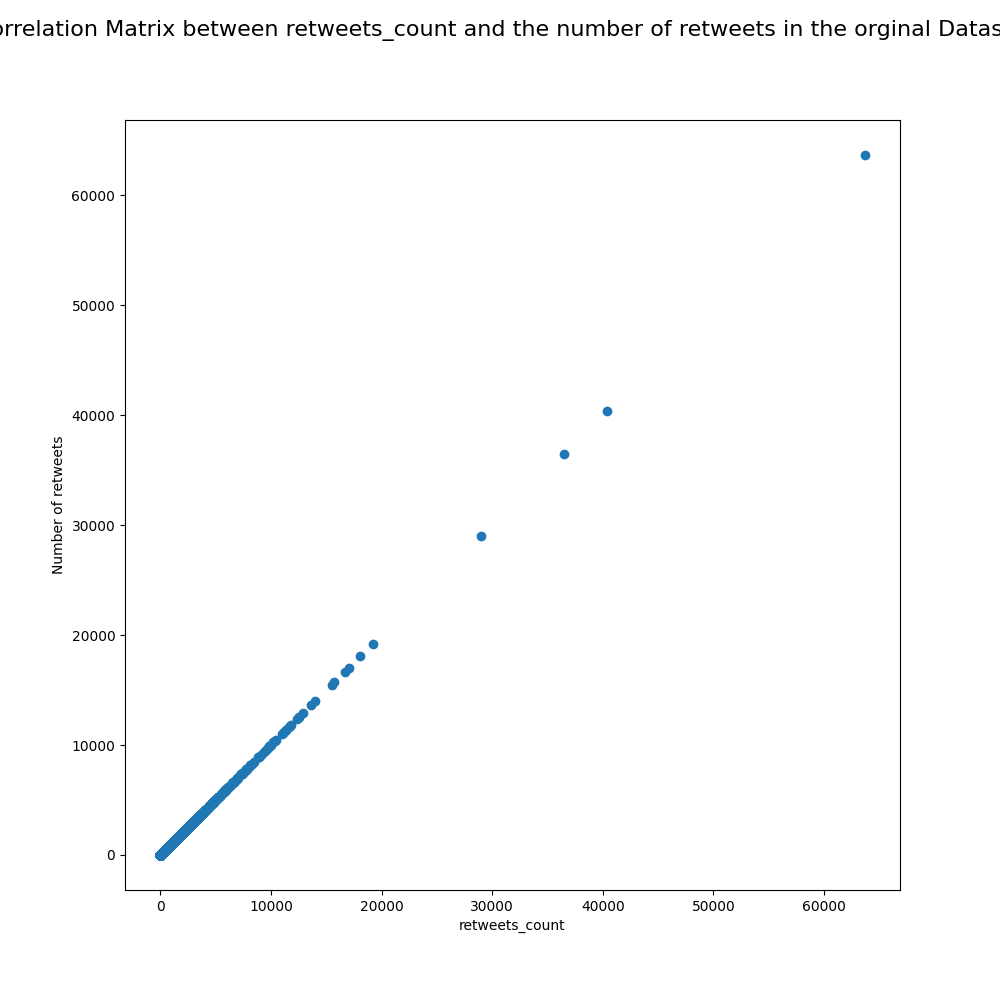 orrelation Matrix between retweets_count and the number of retweets in the orginal Datas
60000
50000
40000
30000
20000
10000
0
Number of retweets
0 10000 20000 30000 40000 50000 60000
retweets_count